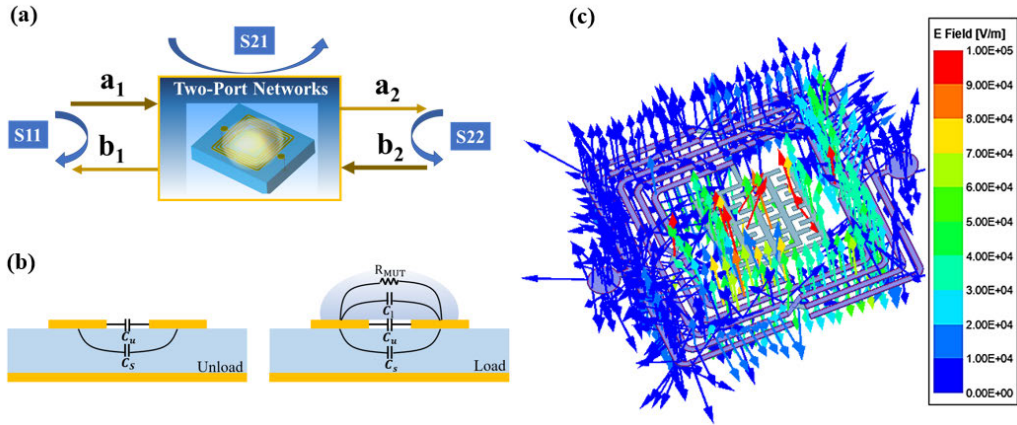 (a)
S21
Two-Port Networks
a1
a2
S11
b1
b2
S22
(b)
Cu
CS
Unload
RMUT
Cl
Cu
Cs
Load
(c)
E Field [V/m]
1.00E+05
9.00E+04
8.00E+04
7.00E+04
6.00E+04
5.00E+04
4.00E+04
3.00E+04
2.00E+04
1.00E+04
0.00E+00